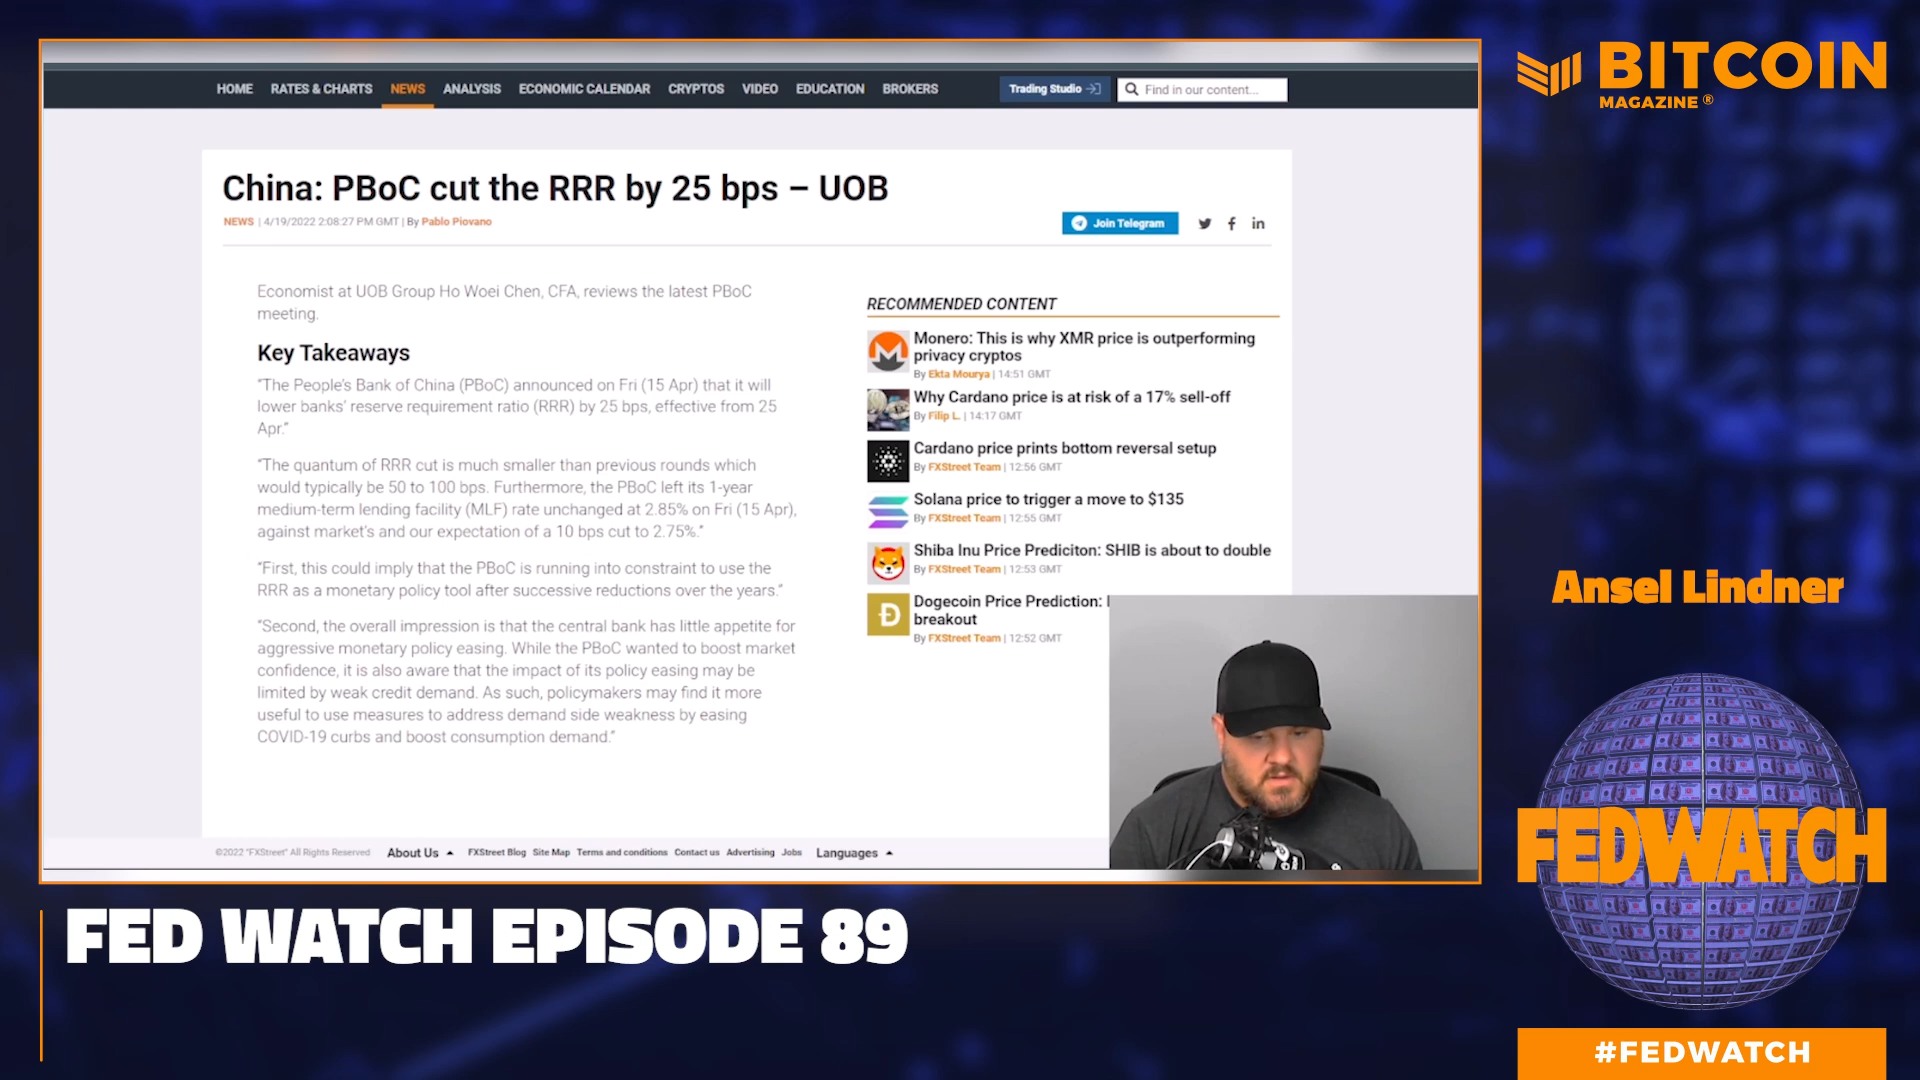 HOME RATES & CHARTS NEWS ANALYSIS ECONOMIC CALENDAR CRYPTOS VIDEO EDUCATION BROKERS Trading Studio Find in our content...
BITCOIN
MAGAZINE ®
China: PBoC cut the RRR by 25 bps – UOB
NEWS | 4/19/2022 2:08:27 PM GMT | By Pablo Piovano
Join Telegram
Economist at UOB Group Ho Woei Chen, CFA, reviews the latest PBoC
meeting.
Key Takeaways
“The People’s Bank of China (PBoC) announced on Fri (15 Apr) that it will
lower banks’ reserve requirement ratio (RRR) by 25 bps, effective from 25
Apr.”
“The quantum of RRR cut is much smaller than previous rounds which
would typically be 50 to 100 bps. Furthermore, the PBoC left its 1-year
medium-term lending facility (MLF) rate unchanged at 2.85% on Fri (15 Apr),
against market’s and our expectation of a 10 bps cut to 2.75%.”
“First, this could imply that the PBoC is running into constraint to use the
RRR as a monetary policy tool after successive reductions over the years.”
“Second, the overall impression is that the central bank has little appetite for
aggressive monetary policy easing. While the PBoC wanted to boost market
confidence, it is also aware that the impact of its policy easing may be
limited by weak credit demand. As such, policymakers may find it more
useful to use measures to address demand side weakness by easing
COVID-19 curbs and boost consumption demand.”
RECOMMENDED CONTENT
Monero: This is why XMR price is outperforming
privacy cryptos
By Ekta Mourya | 14:51 GMT
Why Cardano price is at risk of a 17% sell-off
By Filip L. | 14:17 GMT
Cardano price prints bottom reversal setup
By FXStreet Team | 12:56 GMT
Solana price to trigger a move to $135
By FXStreet Team | 12:55 GMT
Shiba Inu Price Prediciton: SHIB is about to double
By FXStreet Team | 12:53 GMT
Dogecoin Price Prediction:
breakout
By FXStreet Team | 12:52 GMT
©2022 "FXStreet" All Rights Reserved About Us FXStreet Blog Site Map Terms and conditions Contact us Advertising Jobs Languages
Ansel Lindner
FEDWATCH
#FEDWATCH
FED WATCH EPISODE 89